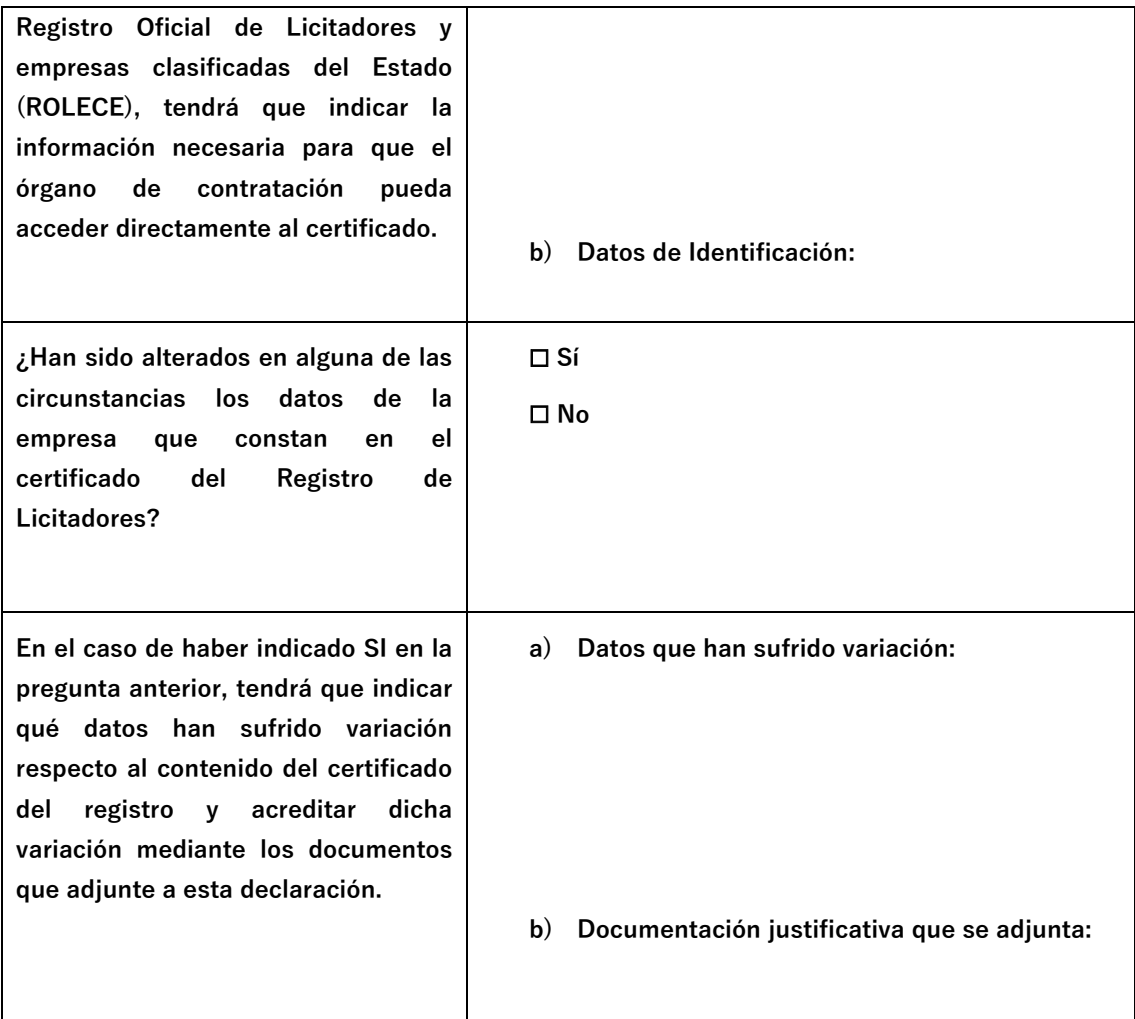 Registro Oficial de Licitadores y
empresas clasificadas del Estado
(ROLECE), tendrá que indicar la
información necesaria para que el
órgano de contratación pueda
acceder directamente al certificado.
b) Datos de Identificación:
¿Han sido alterados en alguna de las
circunstancias los datos de la
empresa que constan en el
certificado del Registro de
Licitadores?
☐ Sí
☐ No
En el caso de haber indicado SI en la
pregunta anterior, tendrá que indicar
qué datos han sufrido variación
respecto al contenido del certificado
del registro y acreditar dicha
variación mediante los documentos
que adjunte a esta declaración.
a) Datos que han sufrido variación:
b) Documentación justificativa que se adjunta: